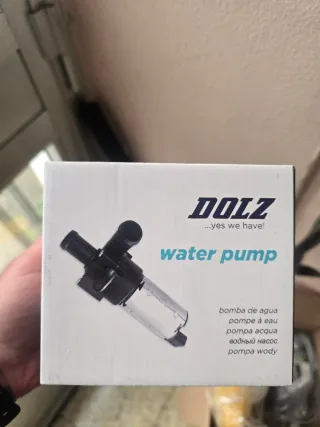 DOLZ
...yes we have!
water pump
bomba de agua
pompe à eau
pompa acqua
водный насос
pompa wody